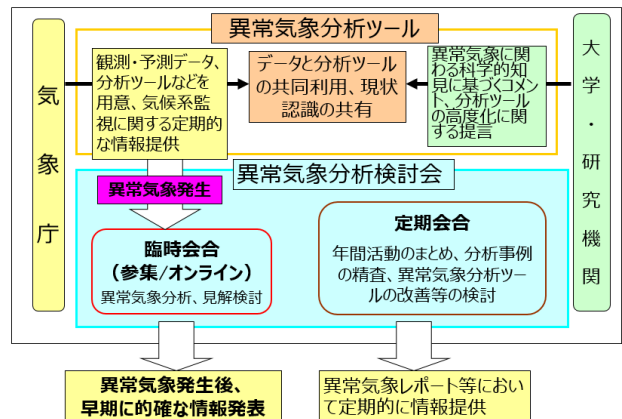 異常気象分析ツール
気象庁
観測・予測データ、
分析ツールなどを
用意、気候系監
視に関する定期的
な情報提供
データと分析ツール
の共同利用、現状
認識の共有
異常気象に関
わる科学的知
見に基づくコメン
ト、分析ツール
の高度化に関
する提言
大学・研究機関
異常気象発生
異常気象分析検討会
臨時会合
（参集/オンライン）
異常気象分析、見解検討
定期会合
年間活動のまとめ、分析事例
の精査、異常気象分析ツー
ルの改善等の検討
異常気象発生後、
早期に的確な情報発表
異常気象レポート等におい
て定期的に情報提供